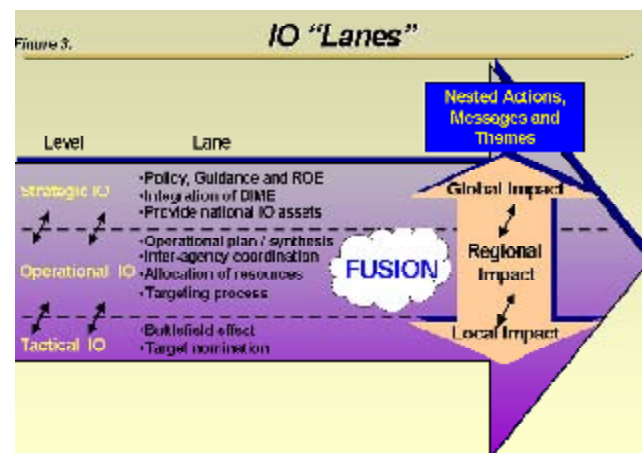 Figure 3.
IO "Lanes"
Nested Actions,
Messages and
Themes
Level
Lane
Strategic IO
•Policy, Guidance and ROE
•Integration of DIME
•Provide national IO assets
Global Impact
Operational IO
•Operational plan / synthesis
•Inter-agency coordination
•Allocation of resources
•Targeting process
FUSION
Regional
Impact
Tactical IO
•Battlefield effect
•Target nomination
Local Impact